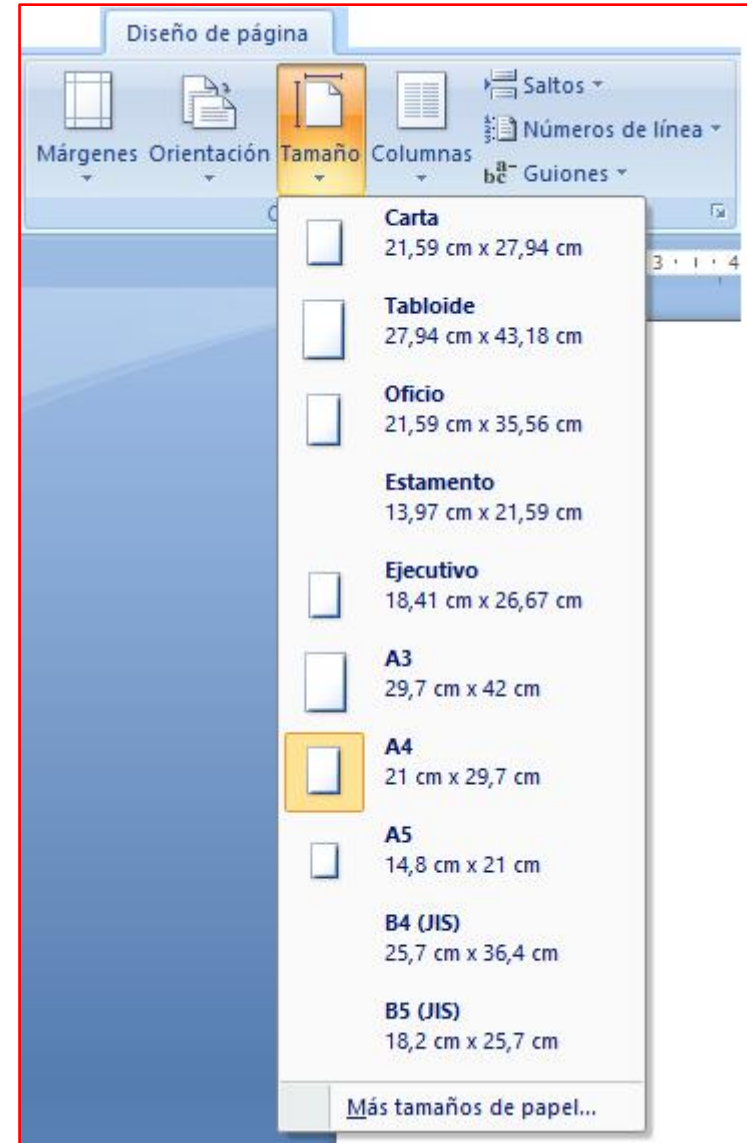 Diseño de página
Saltos
Números de línea
Márgenes Orientación Tamaño Columnas
Guiones
Carta
21,59 cm x 27,94 cm
3 4
Tabloide
27,94 cm x 43,18 cm
Oficio
21,59 cm x 35,56 cm
Estamento
13,97 cm x 21,59 cm
Ejecutivo
18,41 cm x 26,67 cm
A3
29,7 cm x 42 cm
A4
21 cm x 29,7 cm
A5
14,8 cm x 21 cm
B4 (JIS)
25,7 cm x 36,4 cm
B5 (JIS)
18,2 cm x 25,7 cm
Más tamaños de papel...